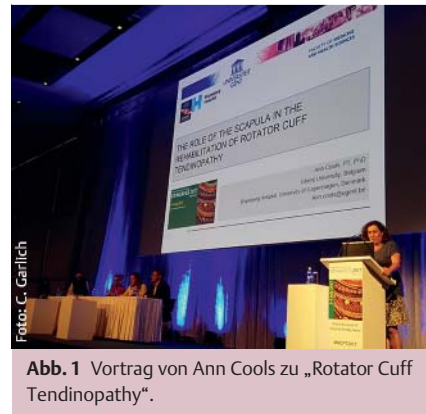 FACULTY OF MEDICINE
AND HEALTH SCIENCES
UNIVERSITEIT
GENT
THE ROLE OF THE SCAPULA IN THE
REHABILITATION OF ROTATOR CUFF
TENDINOPATHY
Ann Cools, PT, PhD
Ghent University, Belgium
Bispebjerg Hospital, University of Copenhagen, Denmark
Ann.cools@ugent.be
Foto: C. Garlich
Abb. 1 Vortrag von Ann Cools zu „Rotator Cuff
Tendinopathy“.